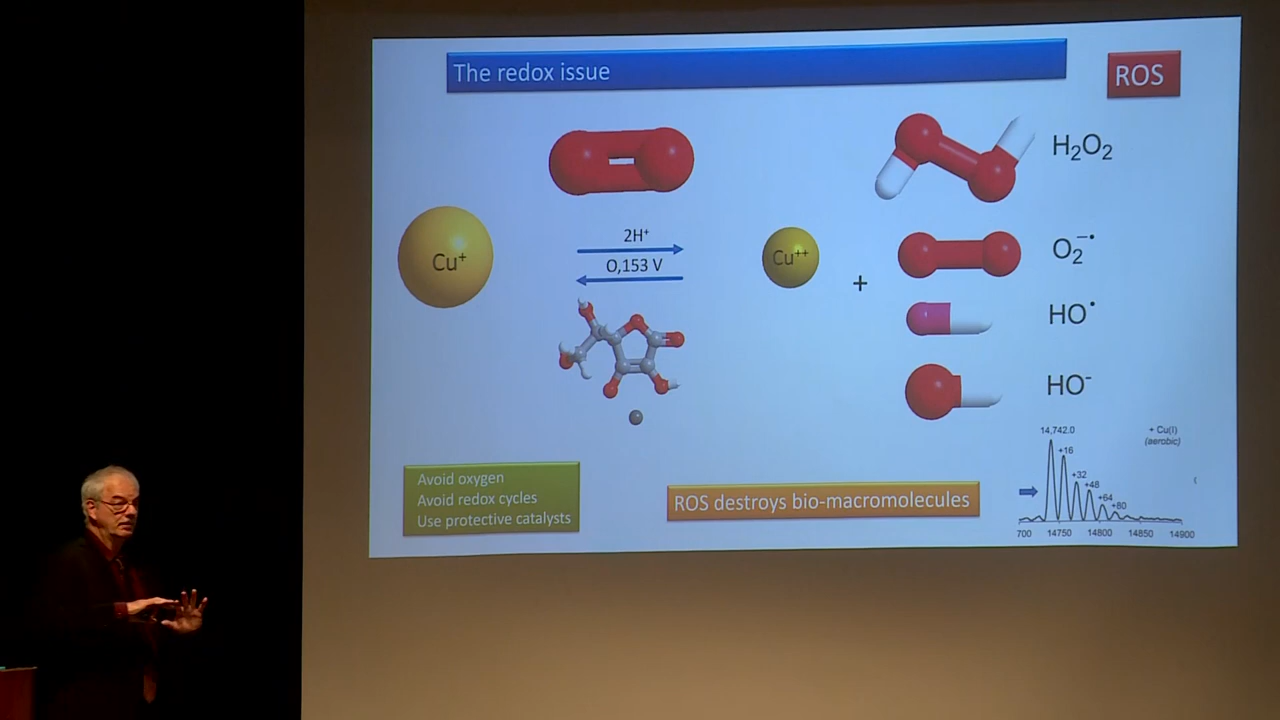 The redox issue
ROS
H₂O₂
Cu⁺
2H⁺
O,153 V
Cu⁺⁺
+
O₂⁻•
HO•
HO⁻
Avoid oxygen
Avoid redox cycles
Use protective catalysts
ROS destroys bio-macromolecules
14,742.0
+ Cu(I)
(aerobic)
+16
+32
+48
+64
+80
700 14750 14800 14850 14900